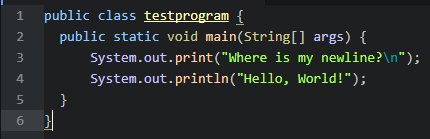 1 public class testprogram {
2   public static void main(String[] args) {
3       System.out.print("Where is my newline?\n");
4       System.out.println("Hello, World!");
5   }
6 }